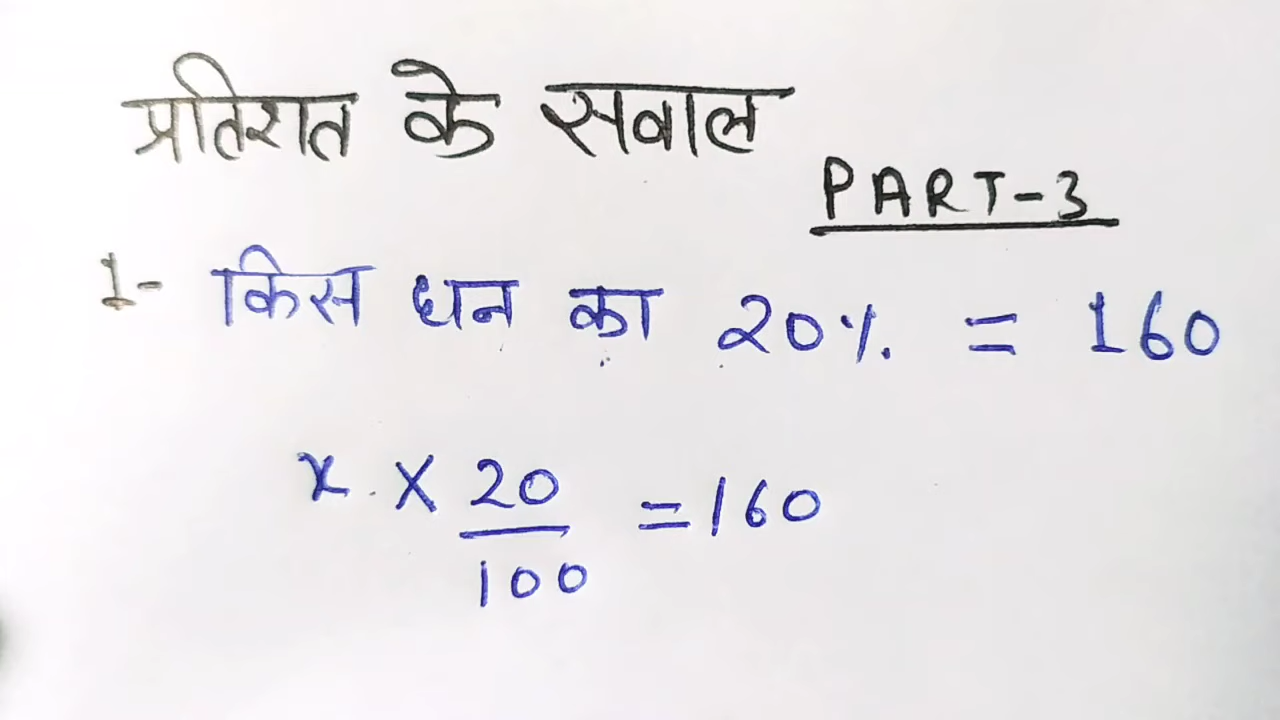 प्रतिशत के सवाल
PART-3
1- किस धन का 20% = 160
x × 20/100 = 160